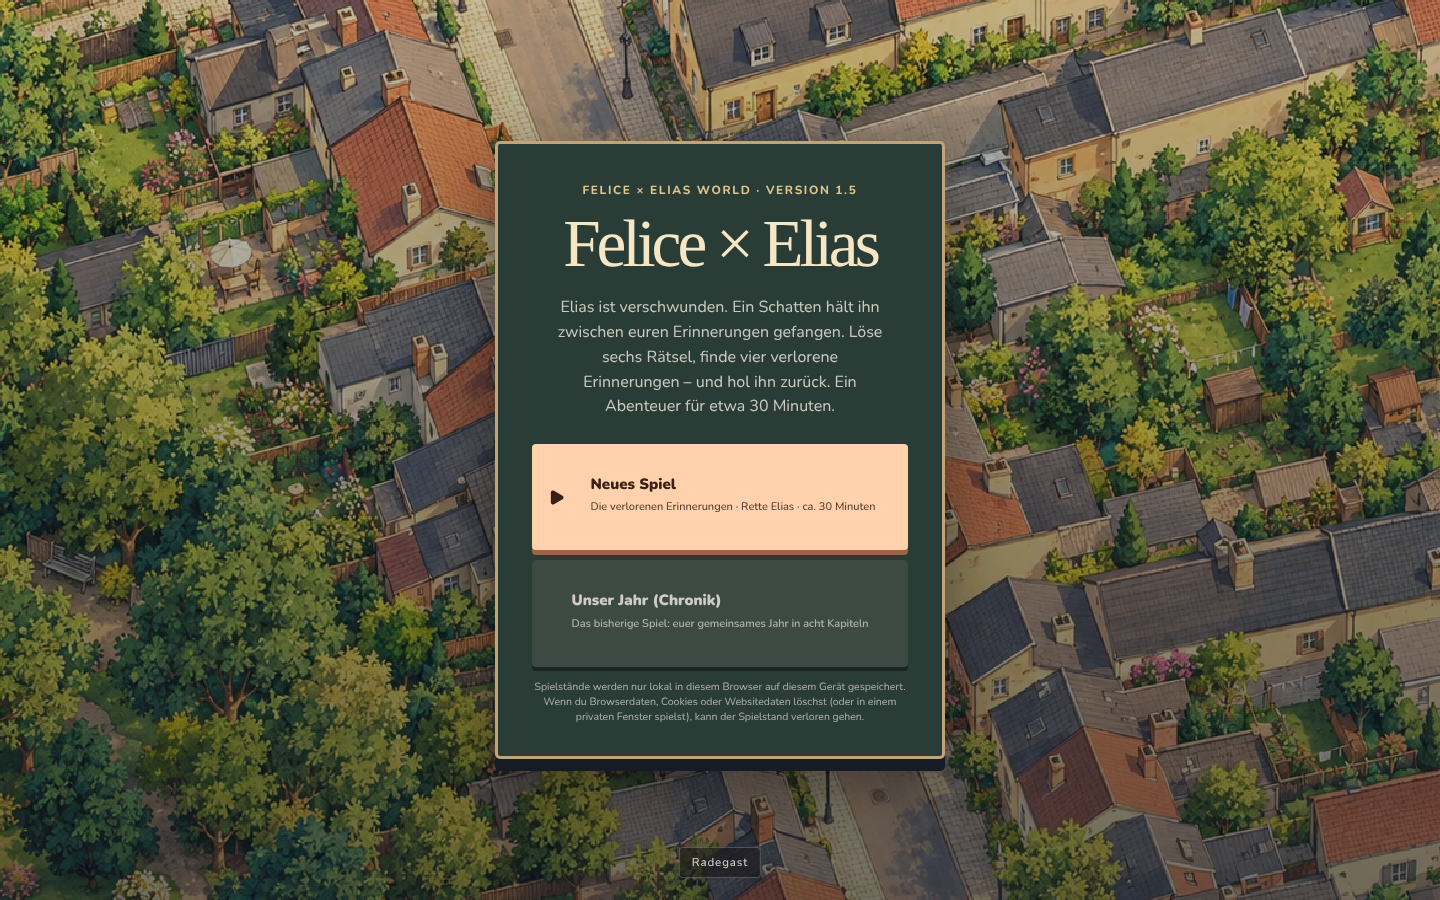 FELICE × ELIAS WORLD · VERSION 1.5
Felice × Elias
Elias ist verschwunden. Ein Schatten hält ihn
zwischen euren Erinnerungen gefangen. Löse
sechs Rätsel, finde vier verlorene
Erinnerungen – und hol ihn zurück. Ein
Abenteuer für etwa 30 Minuten.
Neues Spiel
Die verlorenen Erinnerungen · Rette Elias · ca. 30 Minuten
Unser Jahr (Chronik)
Das bisherige Spiel: euer gemeinsames Jahr in acht Kapiteln
Spielstände werden nur lokal in diesem Browser auf diesem Gerät gespeichert.
Wenn du Browserdaten, Cookies oder Websitedaten löschst (oder in einem
privaten Fenster spielst), kann der Spielstand verloren gehen.
Radegast